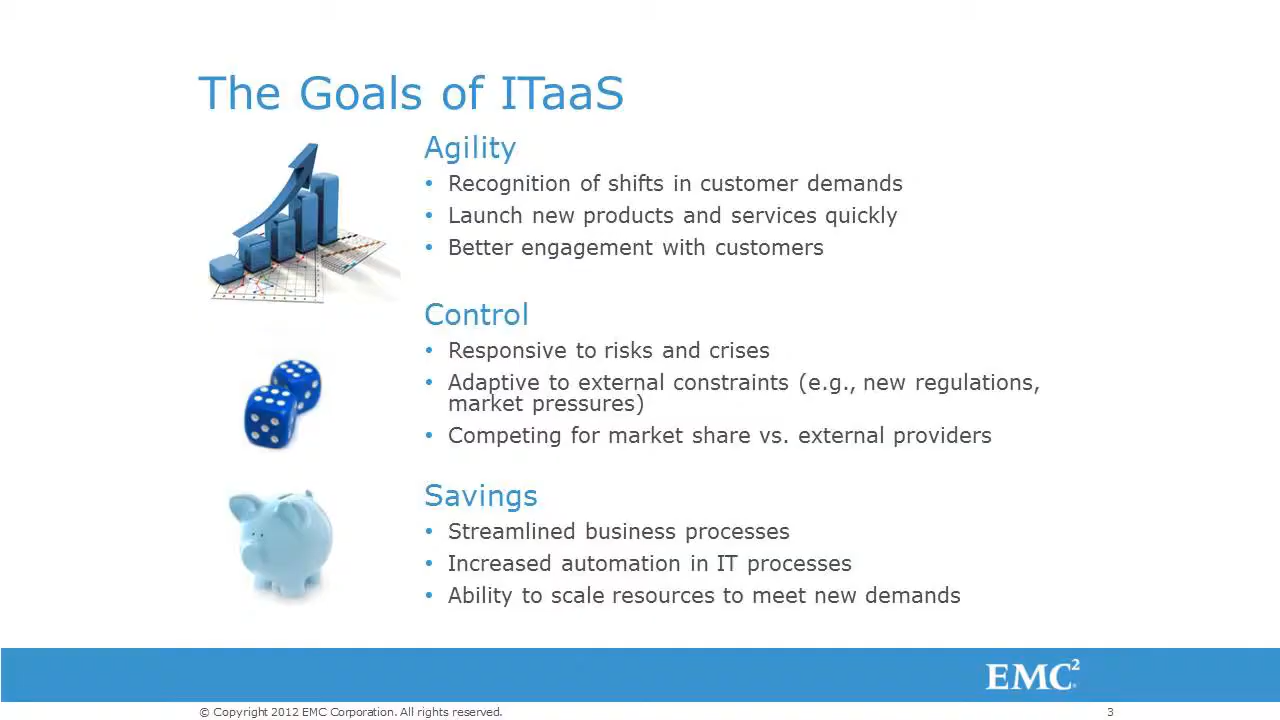 The Goals of ITaaS
Agility
• Recognition of shifts in customer demands
• Launch new products and services quickly
• Better engagement with customers
Control
• Responsive to risks and crises
• Adaptive to external constraints (e.g., new regulations,
market pressures)
• Competing for market share vs. external providers
Savings
• Streamlined business processes
• Increased automation in IT processes
• Ability to scale resources to meet new demands
EMC²
© Copyright 2012 EMC Corporation. All rights reserved.
3